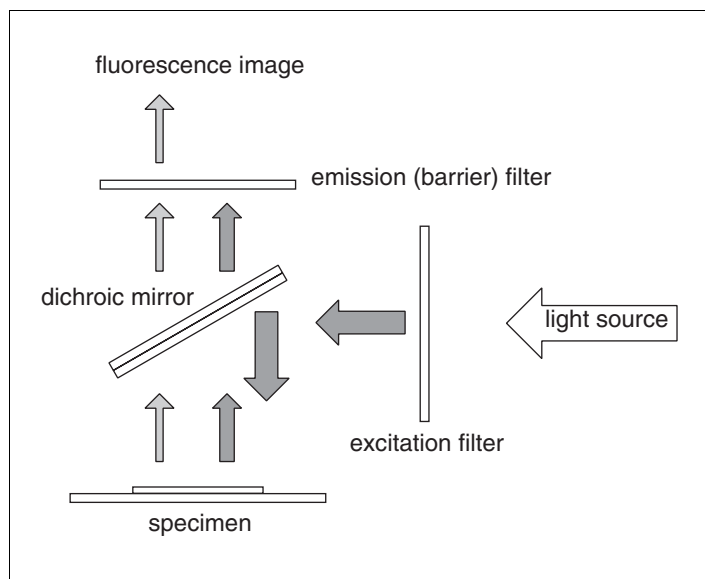 fluorescence image
emission (barrier) filter
dichroic mirror
light source
excitation filter
specimen